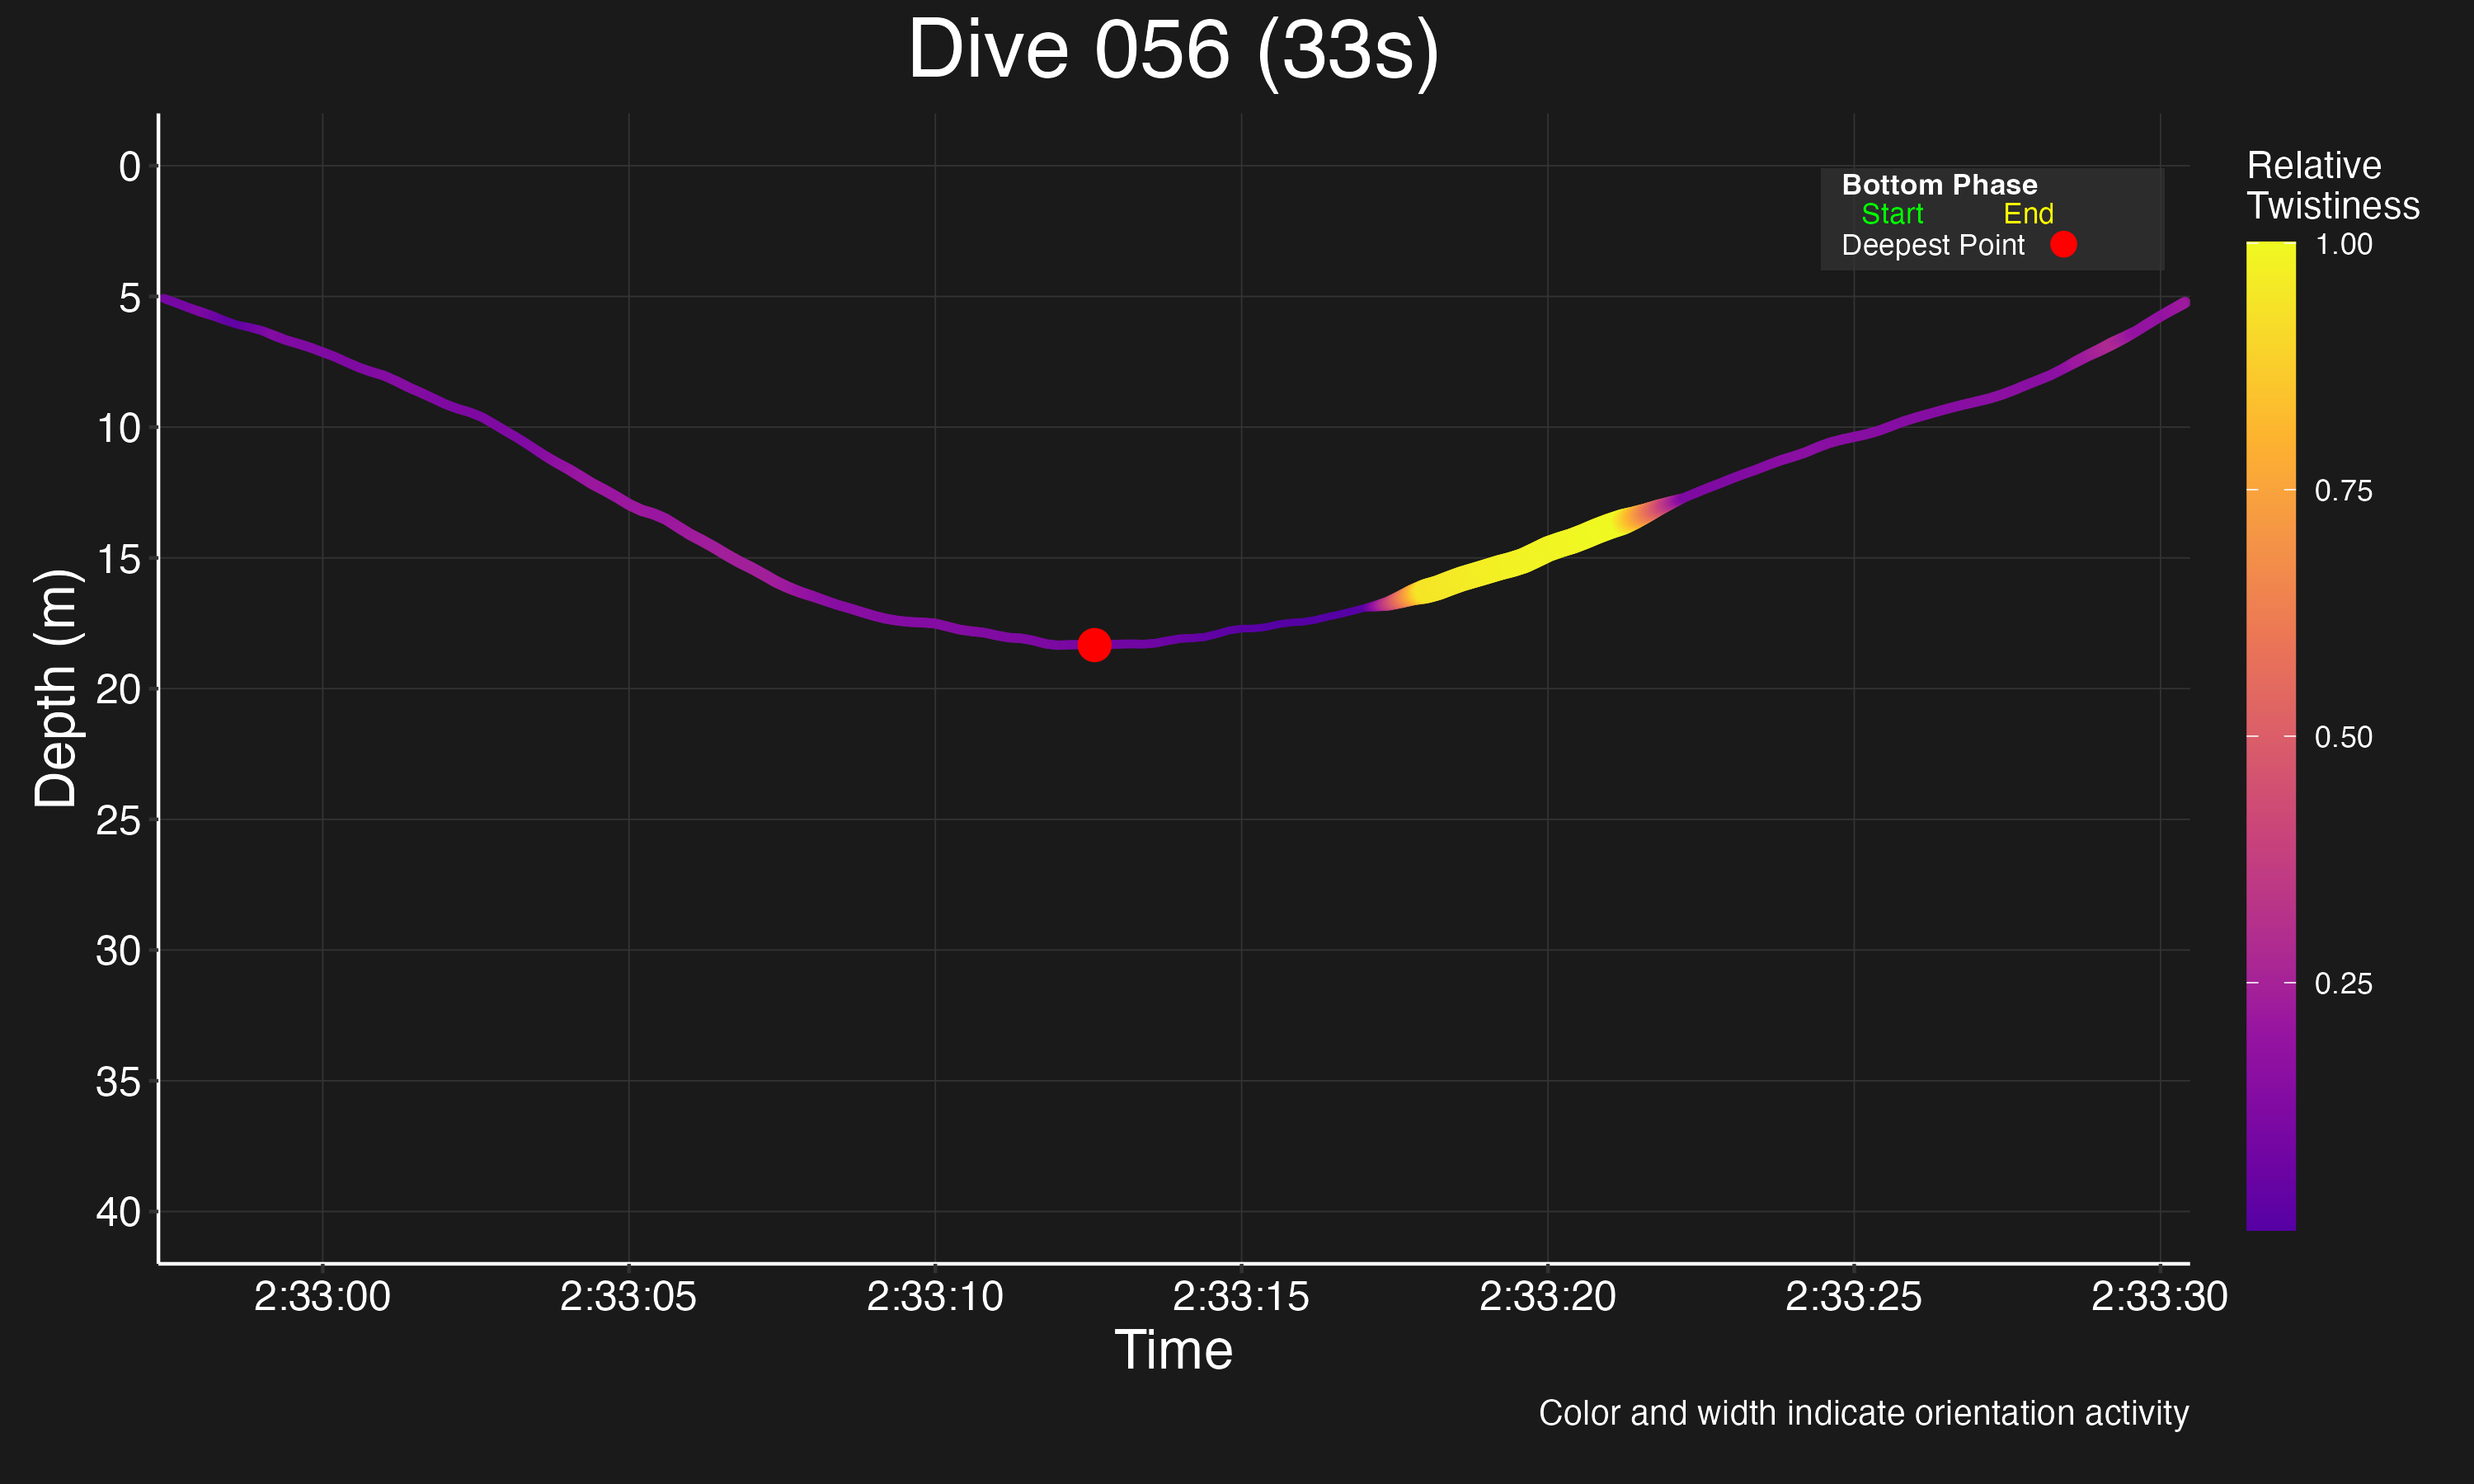 Dive 056 (33s)
Bottom Phase
Start End
Deepest Point
Relative
Twistiness
1.00
0.75
0.50
0.25
Depth (m)
0
5
10
15
20
25
30
35
40
2:33:00 2:33:05 2:33:10 2:33:15 2:33:20 2:33:25 2:33:30
Time
Color and width indicate orientation activity